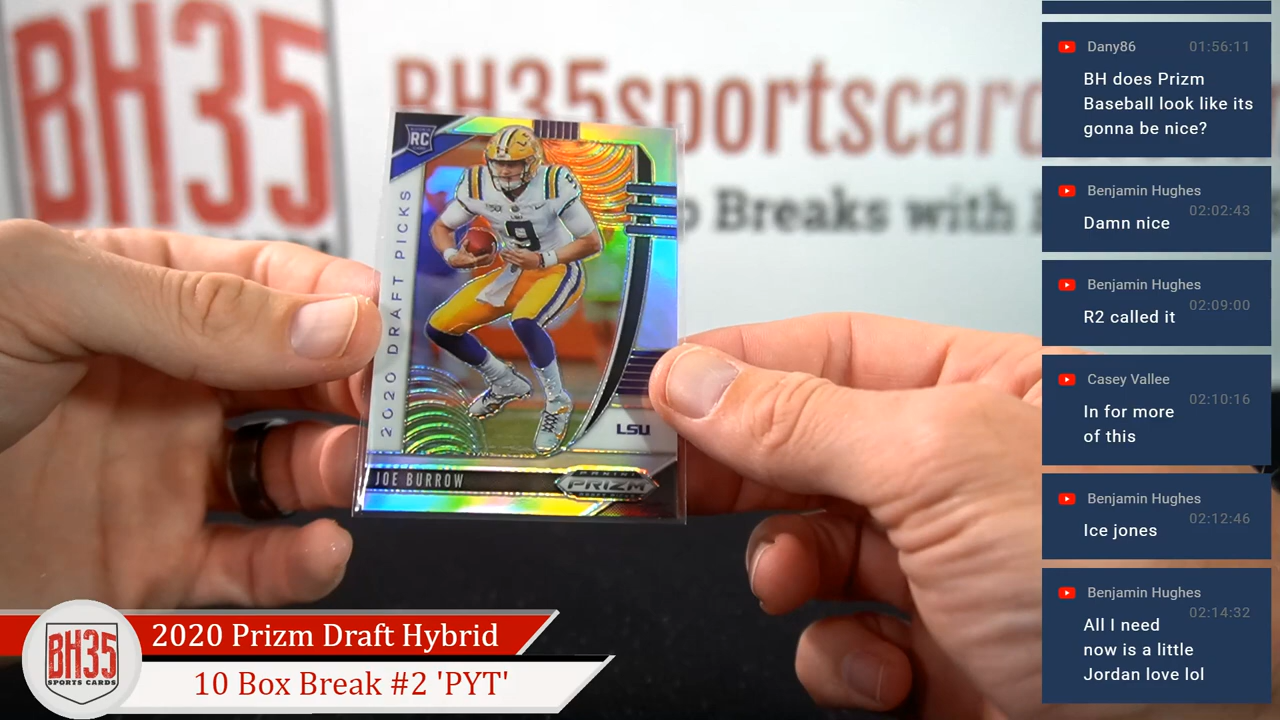 BH35
BH35sportscard
Breaks with
RC
2020 DRAFT PICKS
9
LSU
JOE BURROW
PANINI
PRIZM
DRAFT PICKS
BH35
SPORTS CARDS
2020 Prizm Draft Hybrid
10 Box Break #2 'PYT'
Dany86 01:56:11
BH does Prizm
Baseball look like its
gonna be nice?
Benjamin Hughes
02:02:43
Damn nice
Benjamin Hughes
02:09:00
R2 called it
Casey Vallee
02:10:16
In for more
of this
Benjamin Hughes
02:12:46
Ice jones
Benjamin Hughes
02:14:32
All I need
now is a little
Jordan love lol